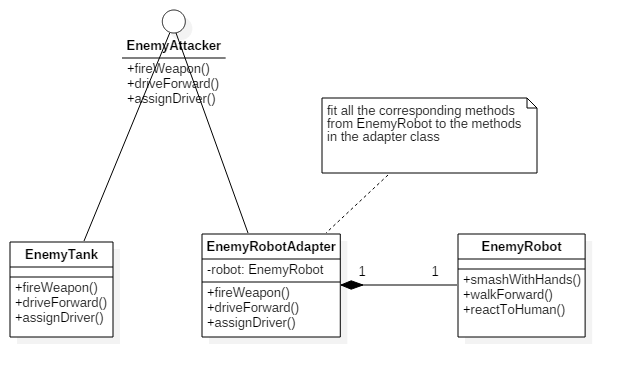 EnemyAttacker
+fireWeapon()
+driveForward()
+assignDriver()
fit all the corresponding methods
from EnemyRobot to the methods
in the adapter class
EnemyTank
+fireWeapon()
+driveForward()
+assignDriver()
EnemyRobotAdapter
-robot: EnemyRobot
+fireWeapon()
+driveForward()
+assignDriver()
1
1
EnemyRobot
+smashWithHands()
+walkForward()
+reactToHuman()